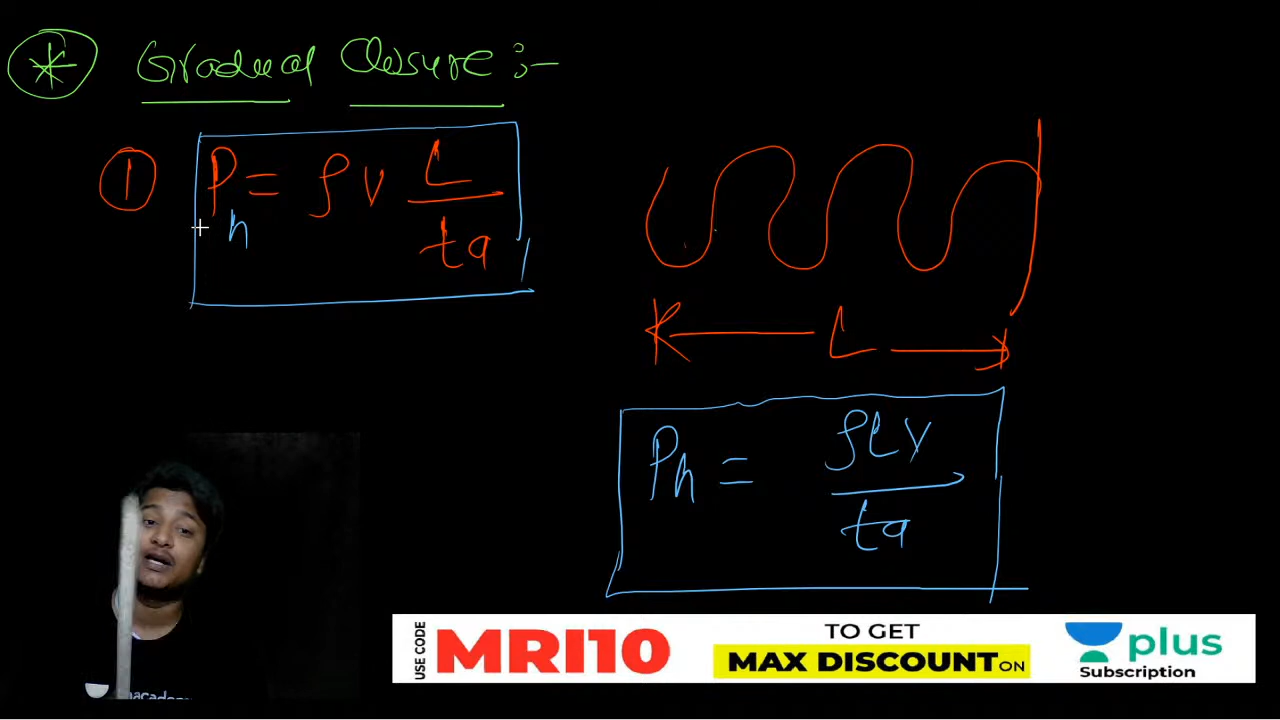 * Gradual Closure :-
① Ph = ρV L/ta
K L
Ph = ρLV/ta
USE CODE MRI10 TO GET MAX DISCOUNT ON plus Subscription